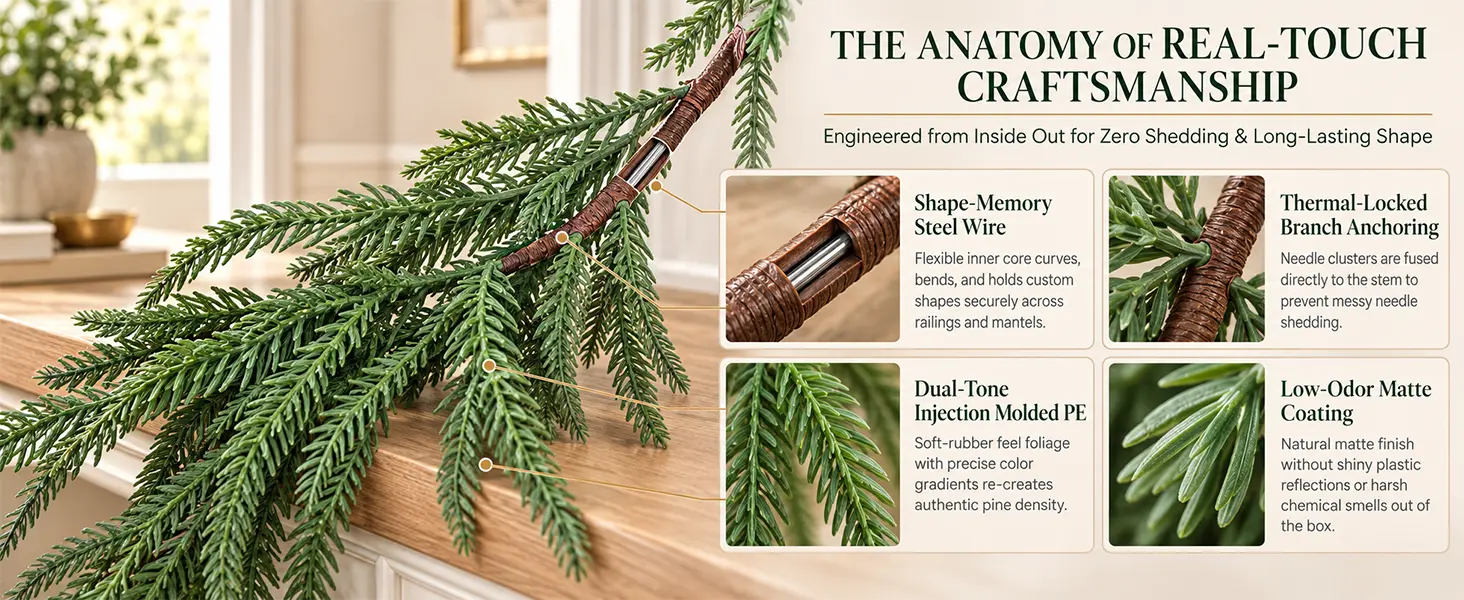 THE ANATOMY OF REAL-TOUCH
CRAFTSMANSHIP
Engineered from Inside Out for Zero Shedding & Long-Lasting Shape
Shape-Memory
Steel Wire
Flexible inner core curves,
bends, and holds custom
shapes securely across
railings and mantels.
Thermal-Locked
Branch Anchoring
Needle clusters are fused
directly to the stem to
prevent messy needle
shedding.
Dual-Tone
Injection Molded PE
Soft-rubber feel foliage
with precise color
gradients re-creates
authentic pine density.
Low-Odor Matte
Coating
Natural matte finish
without shiny plastic
reflections or harsh
chemical smells out of
the box.